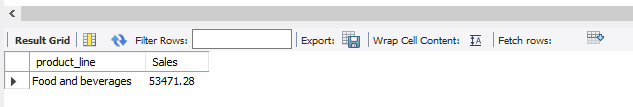 Result Grid Filter Rows: Export: Wrap Cell Content: Fetch rows:
product_line Sales
Food and beverages 53471.28